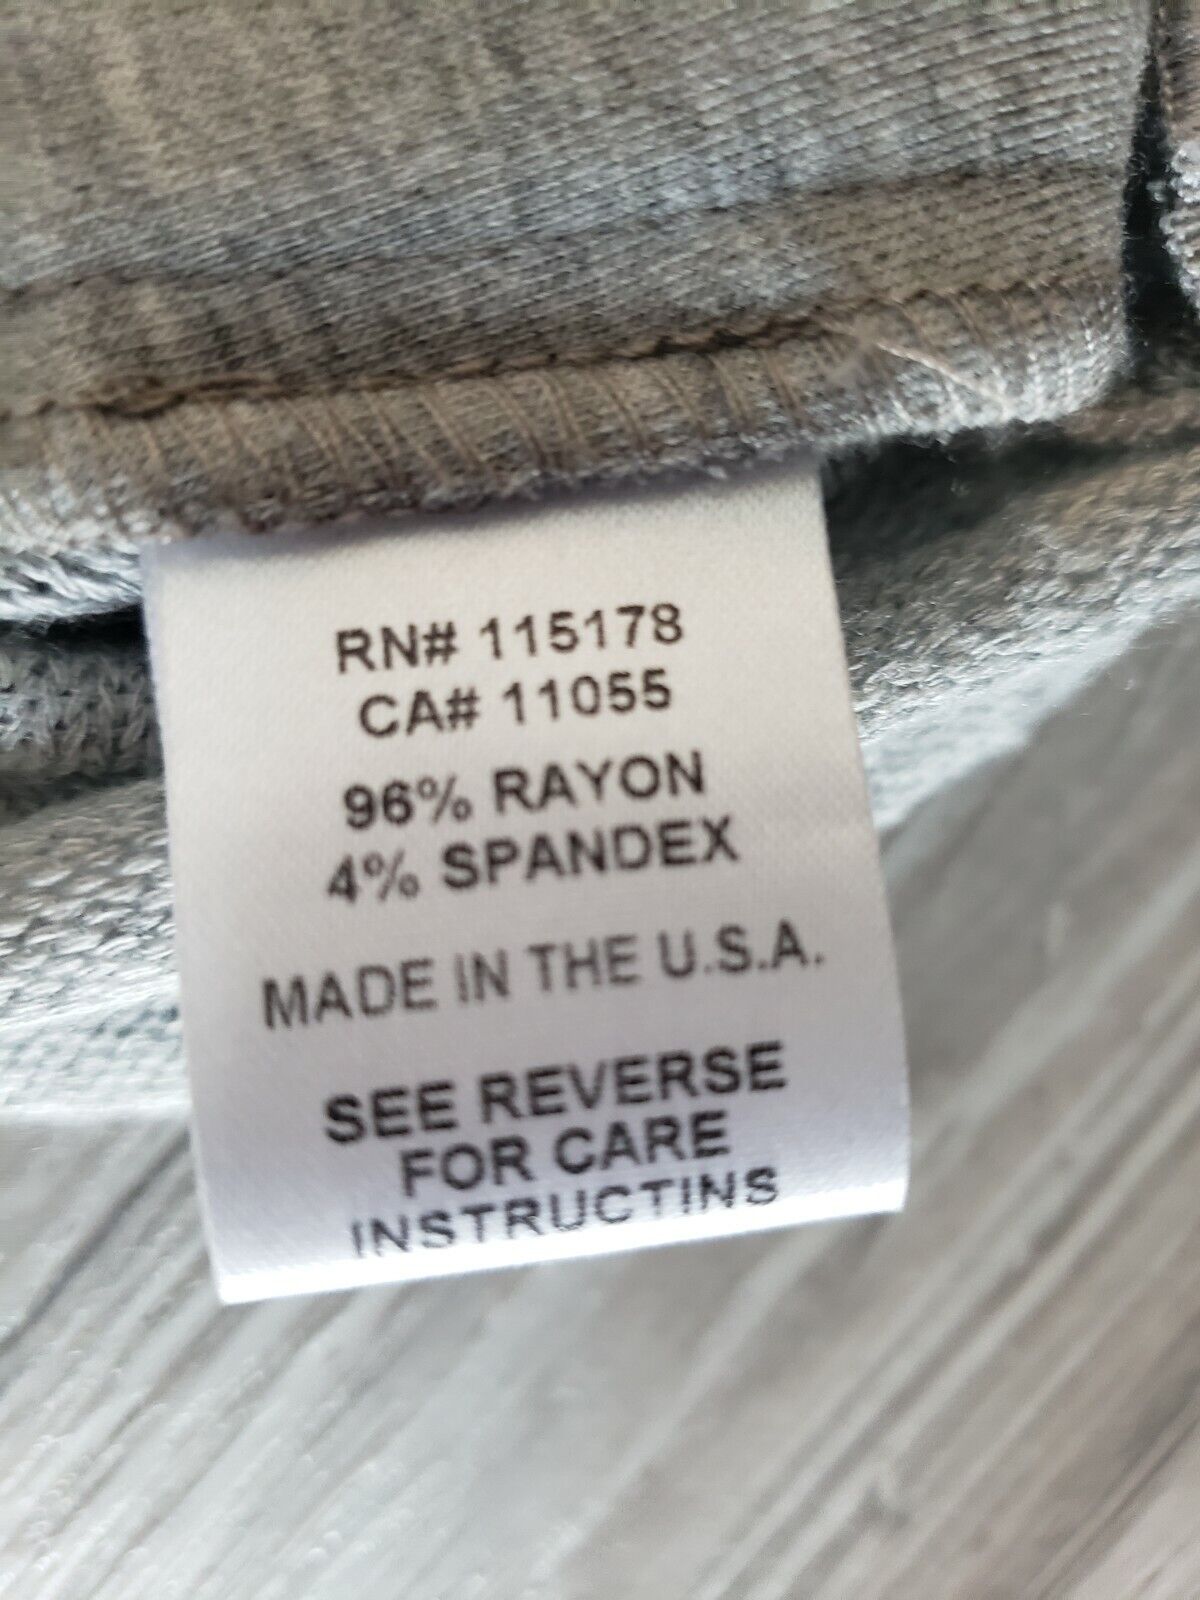 RN# 115178
CA# 11055
96% RAYON
4% SPANDEX
MADE IN THE U.S.A.
SEE REVERSE
FOR CARE
INSTRUCTINS